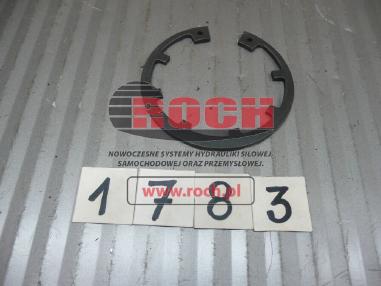 ROCH
NOWOCZESNE SYSTEMY HYDRAULIKI SIŁOWEJ,
SAMOCHODOWEJ ORAZ PRZEMYSŁOWEJ.
www.roch.pl
1 7 8 3